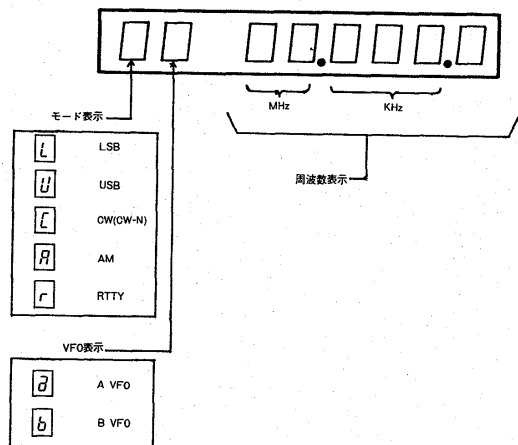 MHz
KHz
モード表示
周波数表示
L LSB
U USB
C CW(CW-N)
A AM
r RTTY
VFO表示
a A VFO
b B VFO